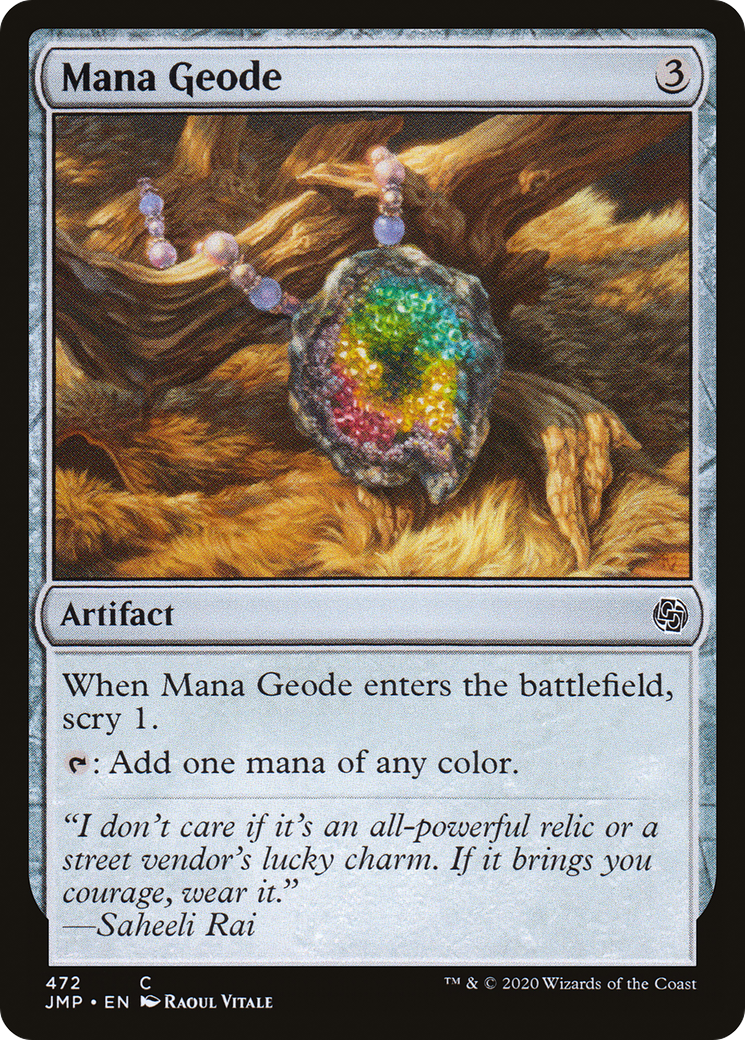 Mana Geode 3
Artifact
When Mana Geode enters the battlefield,
scry 1.
: Add one mana of any color.
“I don’t care if it’s an all-powerful relic or a
street vendor’s lucky charm. If it brings you
courage, wear it.”
—Saheeli Rai
472 C ™ & © 2020 Wizards of the Coast
JMP • EN Raoul Vitale